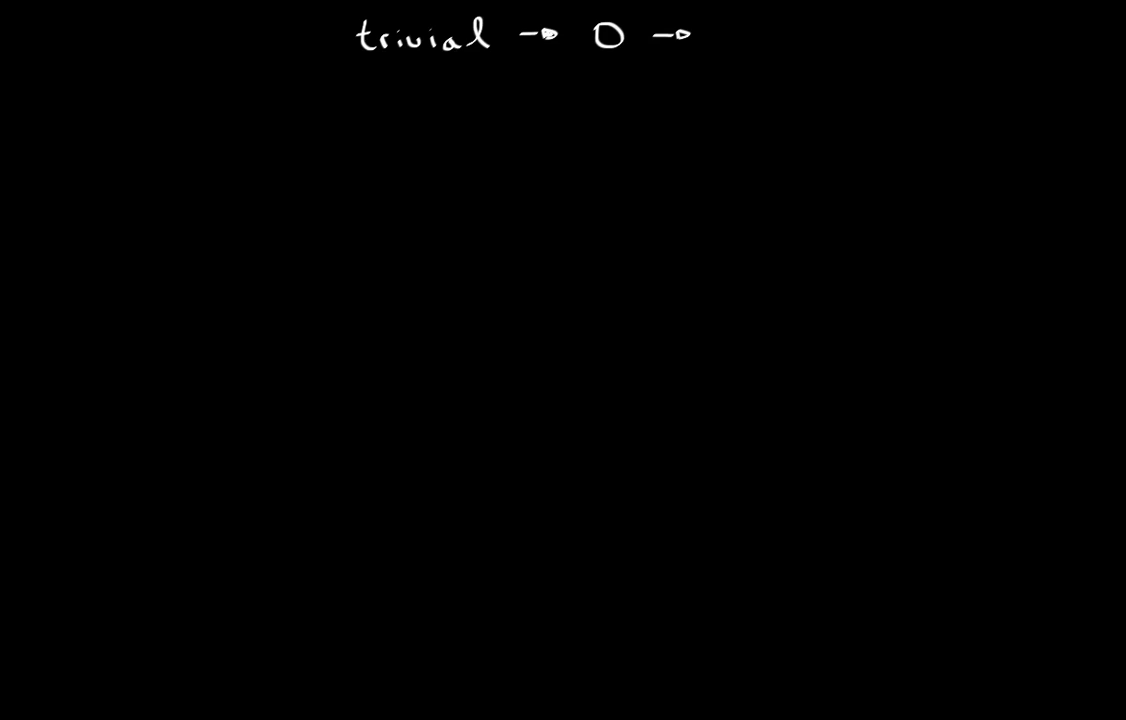 trivial → 0 →